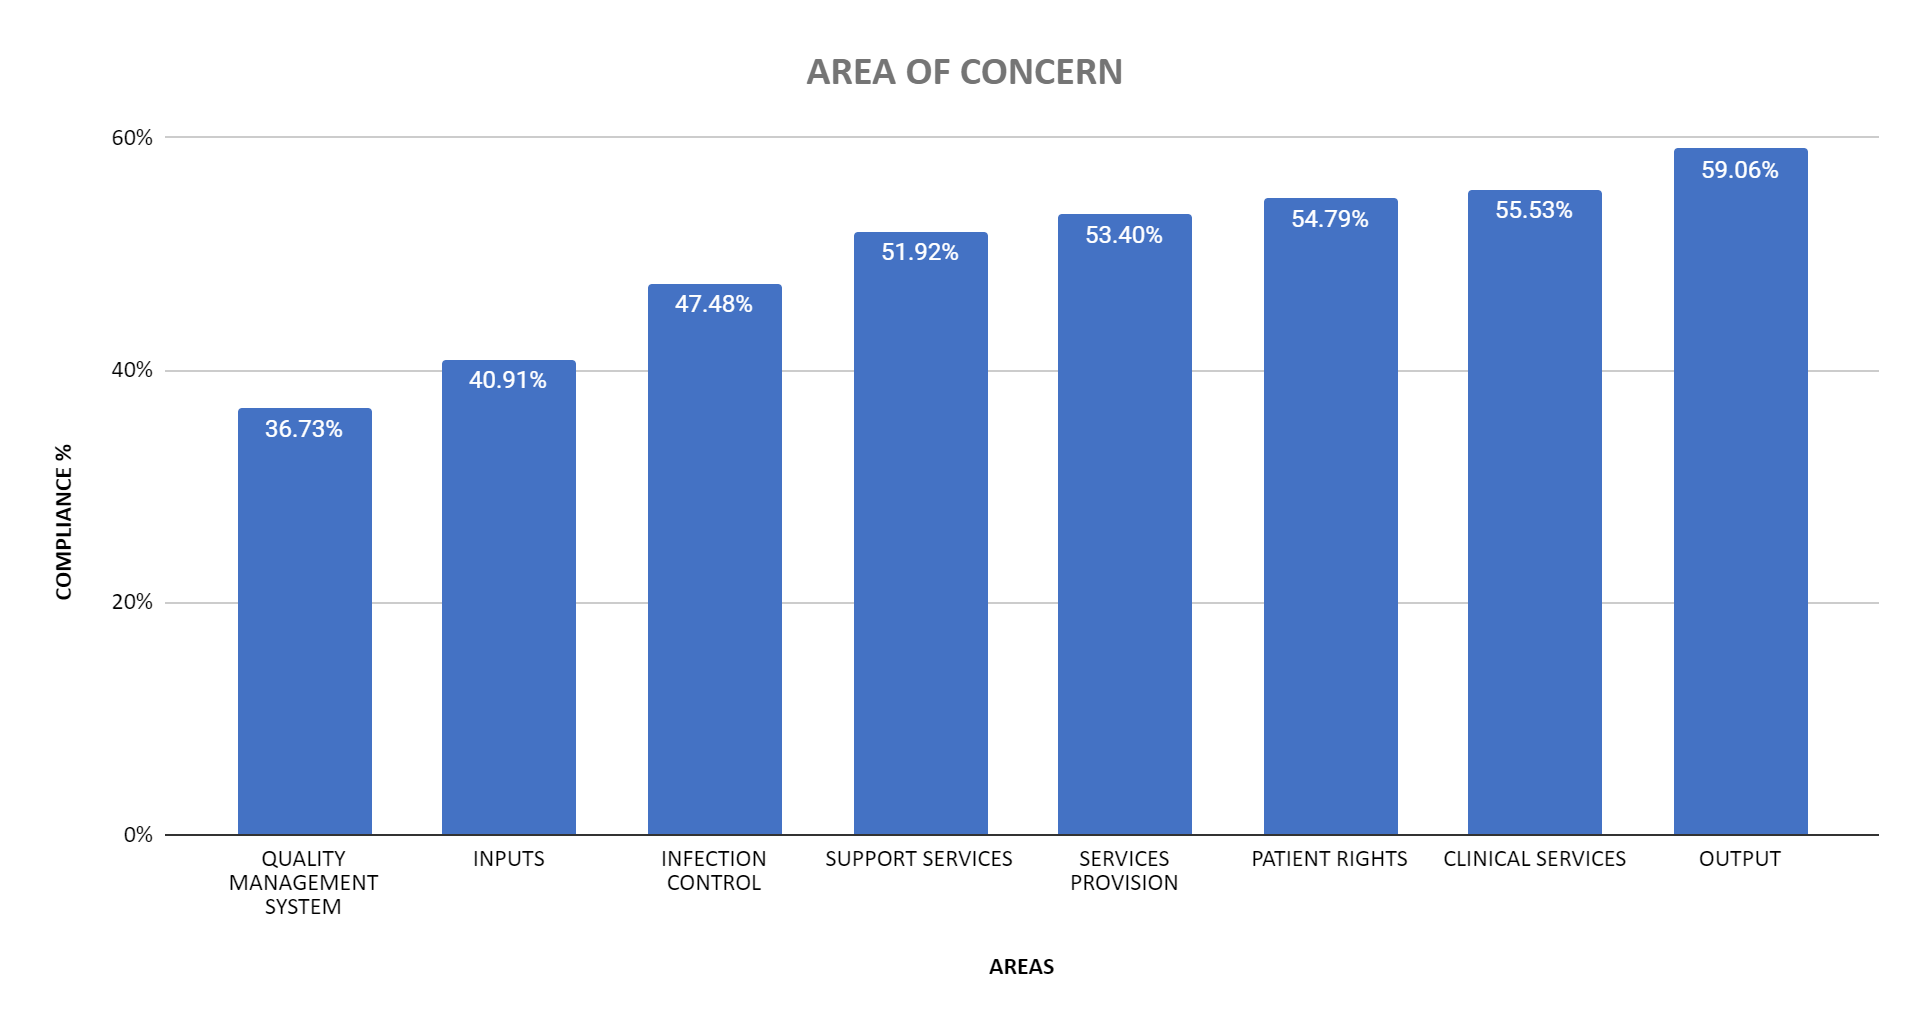 AREA OF CONCERN
60%
40%
20%
0%
COMPLIANCE %
36.73%
40.91%
47.48%
51.92%
53.40%
54.79%
55.53%
59.06%
QUALITY
MANAGEMENT
SYSTEM
INPUTS
INFECTION
CONTROL
SUPPORT SERVICES
SERVICES
PROVISION
PATIENT RIGHTS
CLINICAL SERVICES
OUTPUT
AREAS